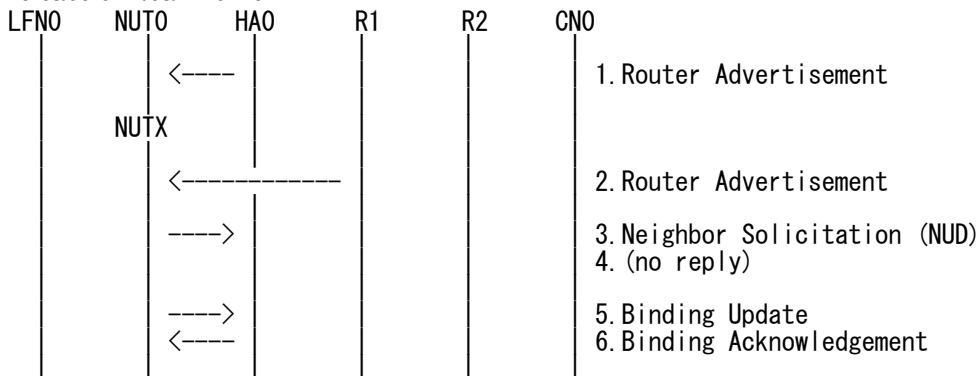 LFN0 NUT0 HA0 R1 R2 CN0
<---- 1.Router Advertisement
NUTX
<------------ 2.Router Advertisement
----> 3.Neighbor Solicitation (NUD)
4.(no reply)
----> 5.Binding Update
<---- 6.Binding Acknowledgement